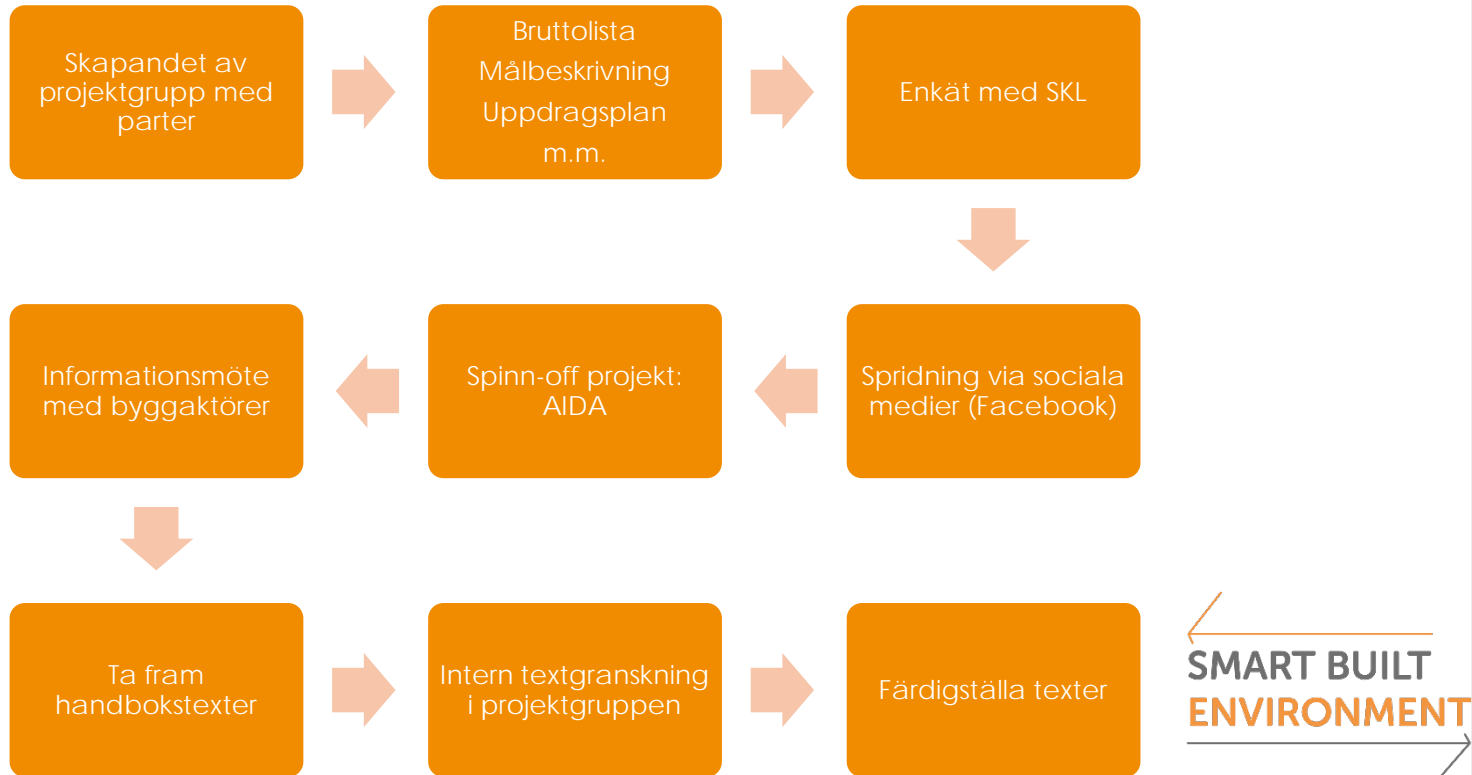 Skapandet av
projektgrupp med
parter
Bruttolista
Målbeskrivning
Uppdragsplan
m.m.
Enkät med SKL
Spridning via sociala
medier (Facebook)
Spinn-off projekt:
AIDA
Informationsmöte
med byggaktörer
Ta fram
handbokstexter
Intern textgranskning
i projektgruppen
Färdigställa texter
SMART BUILT
ENVIRONMENT